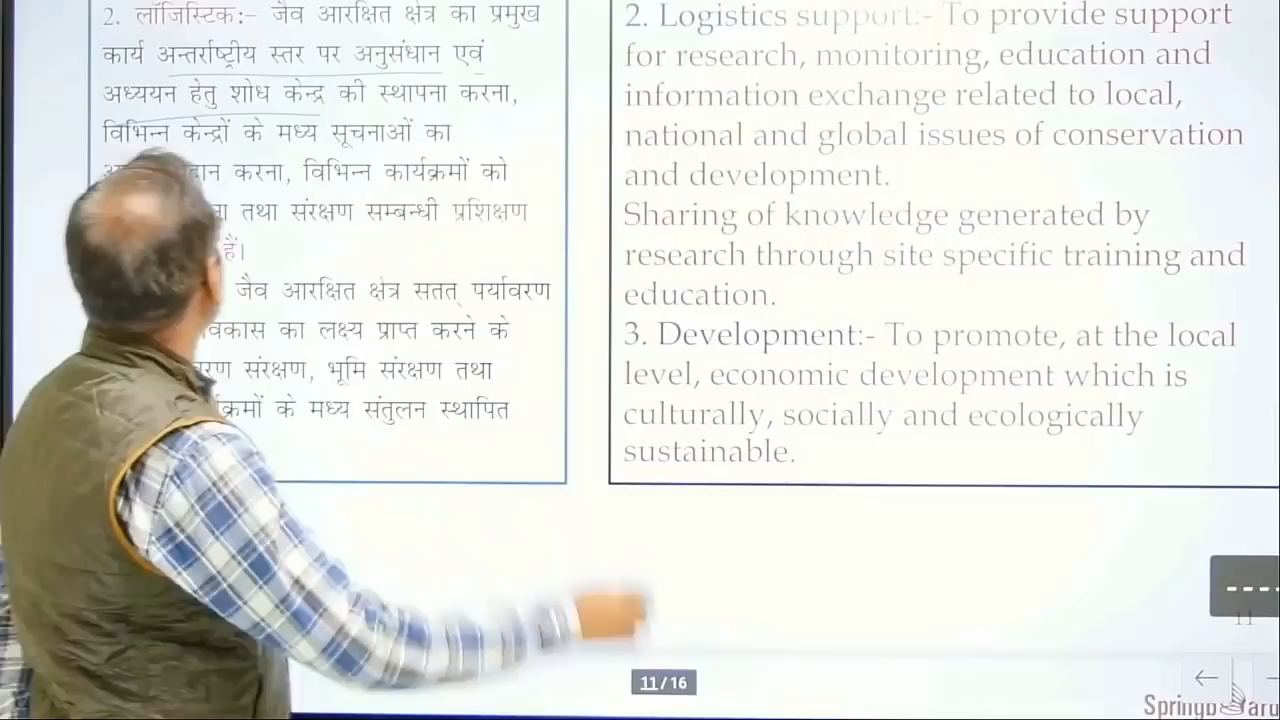 2. लॉजिस्टिक:– जैव आरक्षित क्षेत्र का प्रमुख
कार्य अन्तर्राष्ट्रीय स्तर पर अनुसंधान एवं
अध्ययन हेतु शोध केन्द्र की स्थापना करना,
विभिन्न केन्द्रों के मध्य सूचनाओं का
करना, विभिन्न कार्यक्रमों को
तथा संरक्षण सम्बन्धी प्रशिक्षण
हैं।
जैव आरक्षित क्षेत्र सतत् पर्यावरण
का लक्ष्य प्राप्त करने के
संरक्षण, भूमि संरक्षण तथा
के मध्य संतुलन स्थापित
2. Logistics support:- To provide support
for research, monitoring, education and
information exchange related to local,
national and global issues of conservation
and development.
Sharing of knowledge generated by
research through site specific training and
education.
3. Development:- To promote, at the local
level, economic development which is
culturally, socially and ecologically
sustainable.
11
11/16